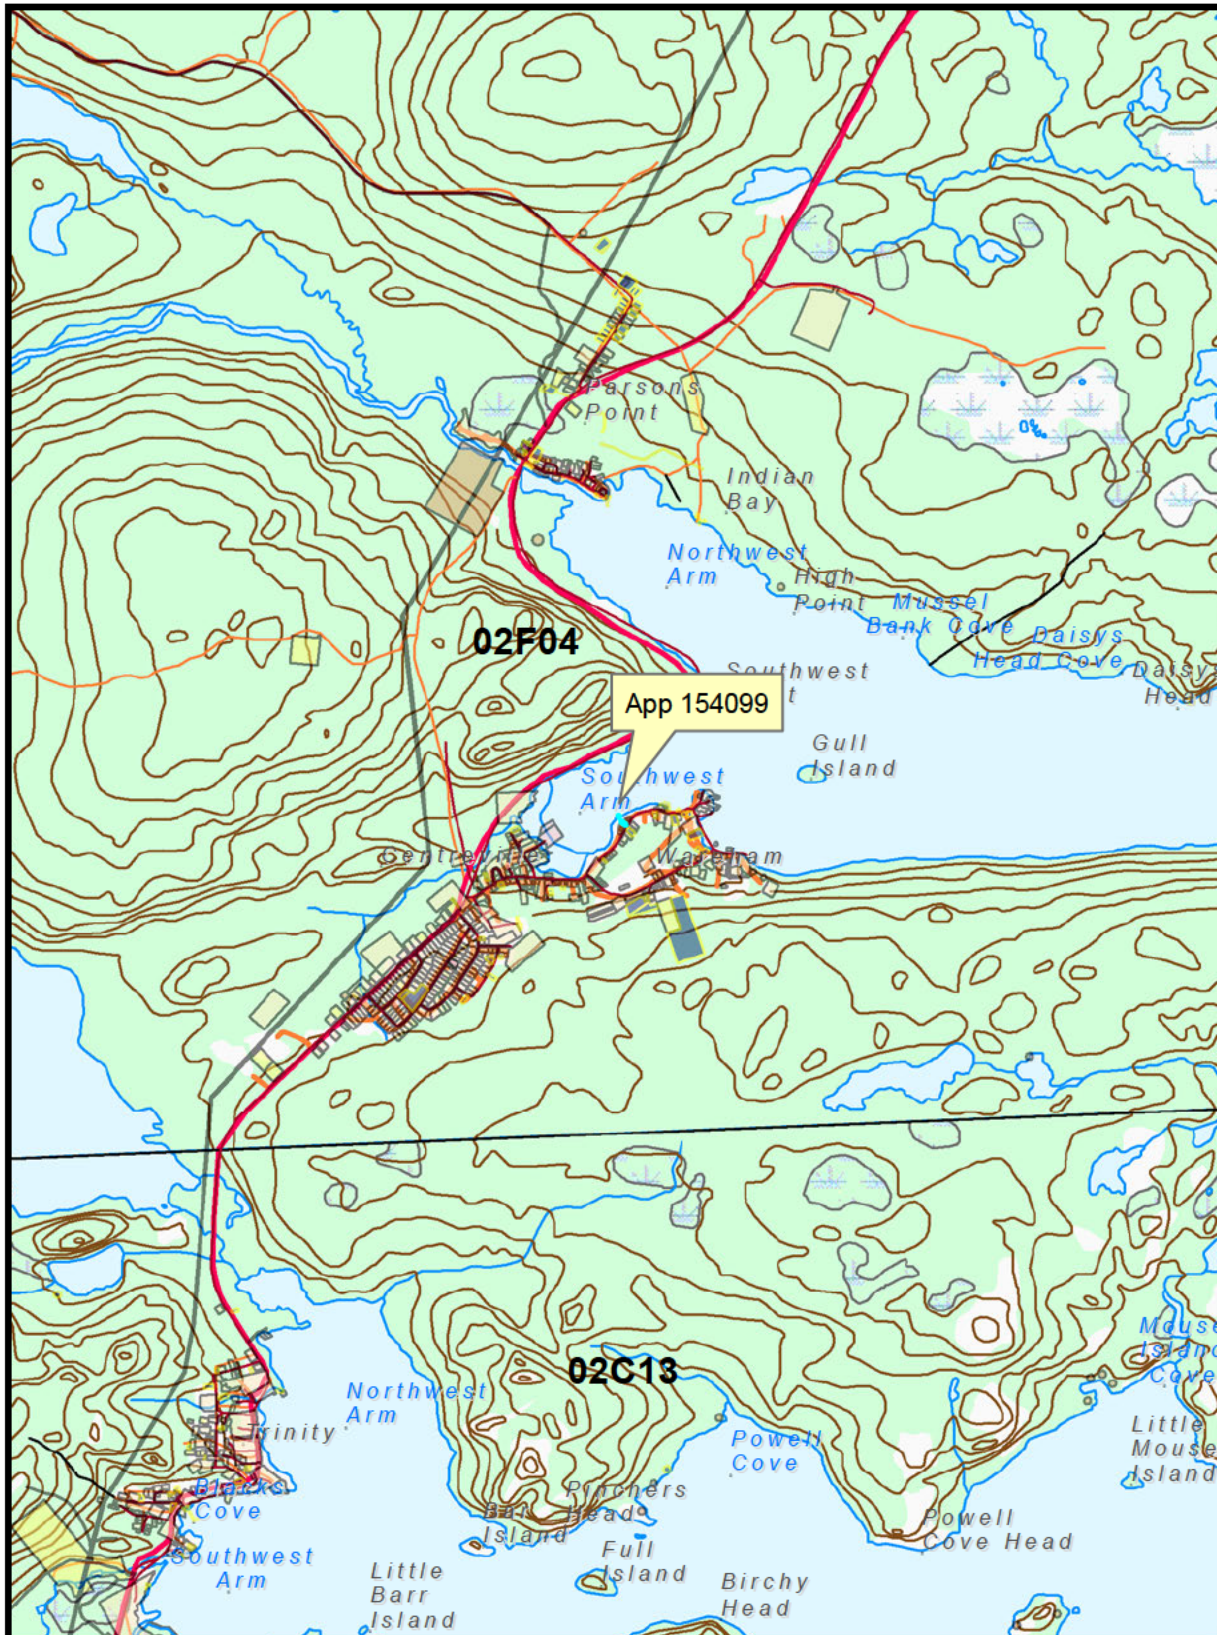 Parsons
Point
Indian
Bay
Northwest
Arm
High
Point
Mussel
Bank Cove
Daisys
Head Cove
Daisys
Head
02F04
Southwest
App 154099
Gull
Island
Southwest
Arm
Centreville
Wareham
02C13
Mouse
Island
Cove
Northwest
Arm
Trinity
Powell
Cove
Little
Mouse
Island
Blacks
Cove
Pinchers
Head
Bar
Island
Powell
Cove Head
Southwest
Arm
Full
Island
Little
Barr
Island
Birchy
Head